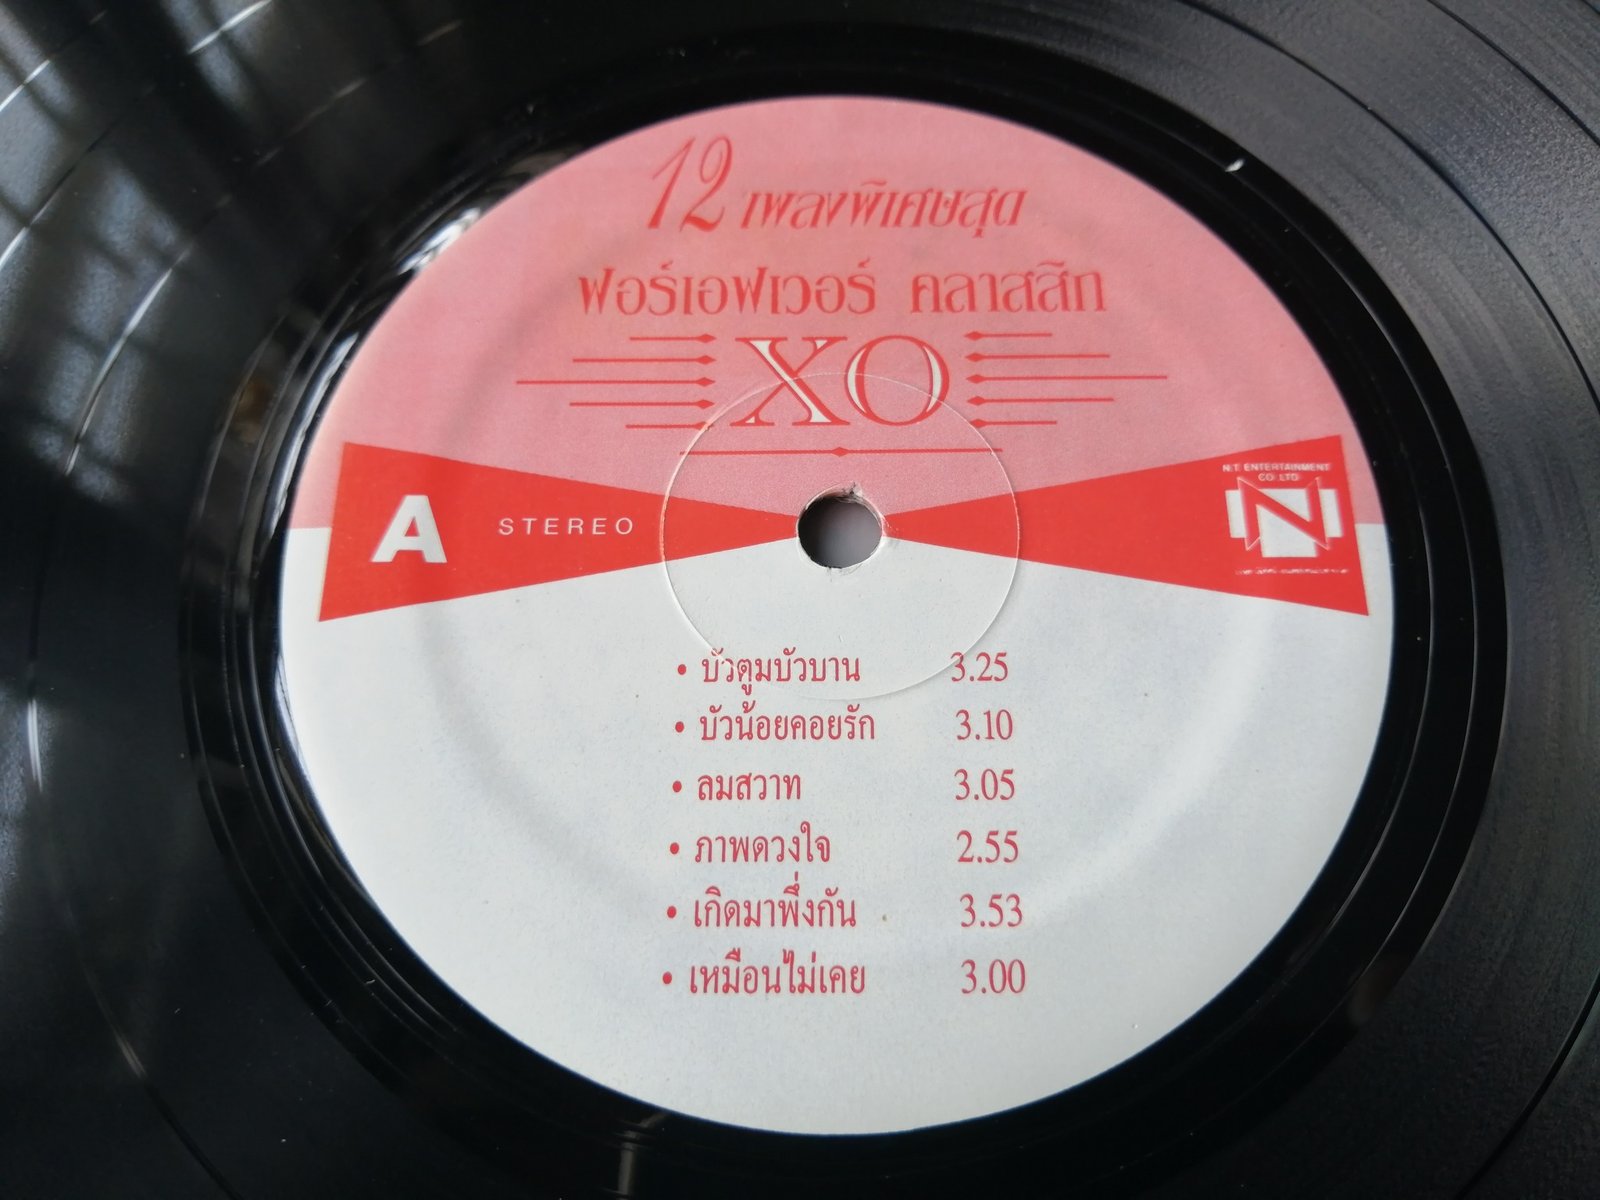 12 เพลงพิเศษสุด
ฟอร์เอฟเวอร์ คลาสสิก
XO
N.T. ENTERTAINMENT
CO. LTD
N
A STEREO
• บัวตูมบัวบาน 3.25
• บัวน้อยคอยรัก 3.10
• ลมสวาท 3.05
• ภาพดวงใจ 2.55
• เกิดมาพึ่งกัน 3.53
• เหมือนไม่เคย 3.00